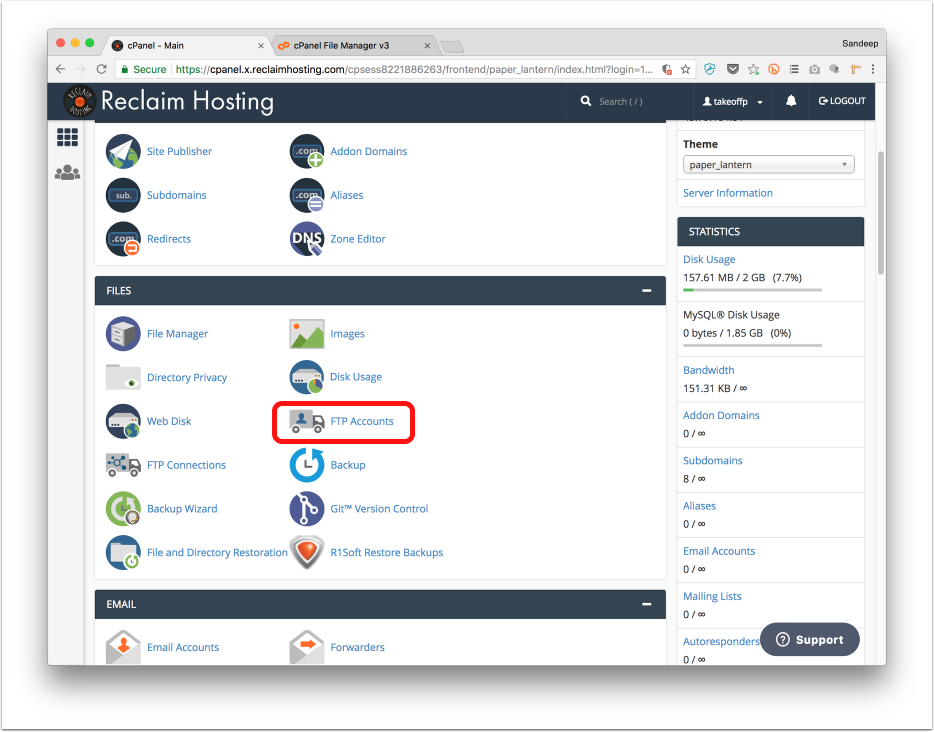 cPanel - Main
cPanel File Manager v3
Sandeep
Secure
https://cpanel.x.reclaimhosting.com/cpsess8221886263/frontend/paper_lantern/index.html?login=1...
RECLAIM HOSTING
Reclaim Hosting
Search ( / )
takeoffp
LOGOUT
Site Publisher
.com
Addon Domains
sub.
Subdomains
.com
Aliases
.com
Redirects
DNS
Zone Editor
FILES
File Manager
Images
Directory Privacy
Disk Usage
Web Disk
FTP Accounts
FTP Connections
Backup
Backup Wizard
Git™ Version Control
File and Directory Restoration
R1Soft Restore Backups
EMAIL
Email Accounts
Forwarders
Theme
paper_lantern
Server Information
STATISTICS
Disk Usage
157.61 MB / 2 GB (7.7%)
MySQL® Disk Usage
0 bytes / 1.85 GB (0%)
Bandwidth
151.31 KB / ∞
Addon Domains
0 / ∞
Subdomains
8 / ∞
Aliases
0 / ∞
Email Accounts
0 / ∞
Mailing Lists
0 / ∞
Autoresponders
0 / ∞
Support